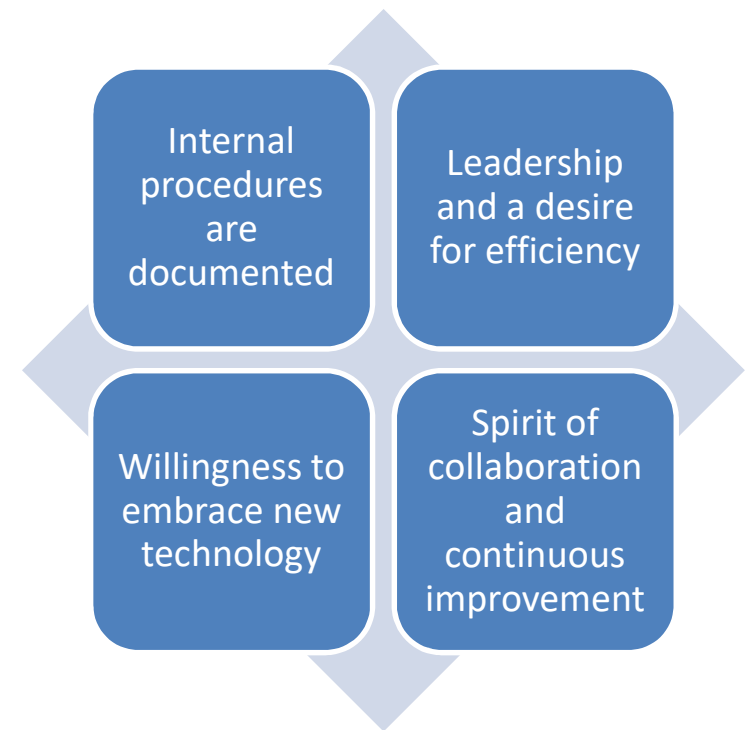 Internal
procedures
are
documented
Leadership
and a desire
for efficiency
Willingness to
embrace new
technology
Spirit of
collaboration
and
continuous
improvement